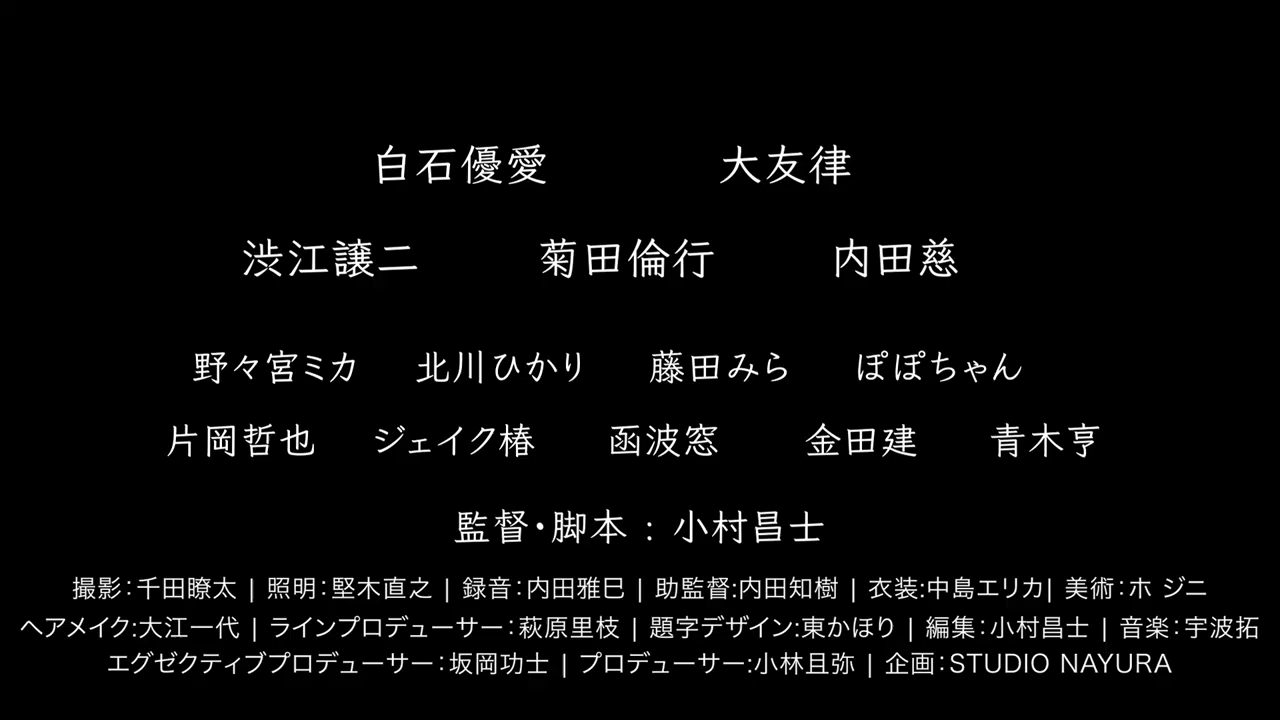 白石優愛 大友律
渋江譲二 菊田倫行 内田慈
野々宮ミカ 北川ひかり 藤田みら ぽぽちゃん
片岡哲也 ジェイク椿 函波窓 金田建 青木亨
監督・脚本：小村昌士
撮影：千田瞭太 | 照明：堅木直之 | 録音：内田雅巳 | 助監督:内田知樹 | 衣装:中島エリカ| 美術：ホ ジニ
ヘアメイク:大江一代 | ラインプロデューサー：萩原里枝 | 題字デザイン:東かほり | 編集：小村昌士 | 音楽：宇波拓
エグゼクティブプロデューサー：坂岡功士 | プロデューサー:小林且弥 | 企画：STUDIO NAYURA